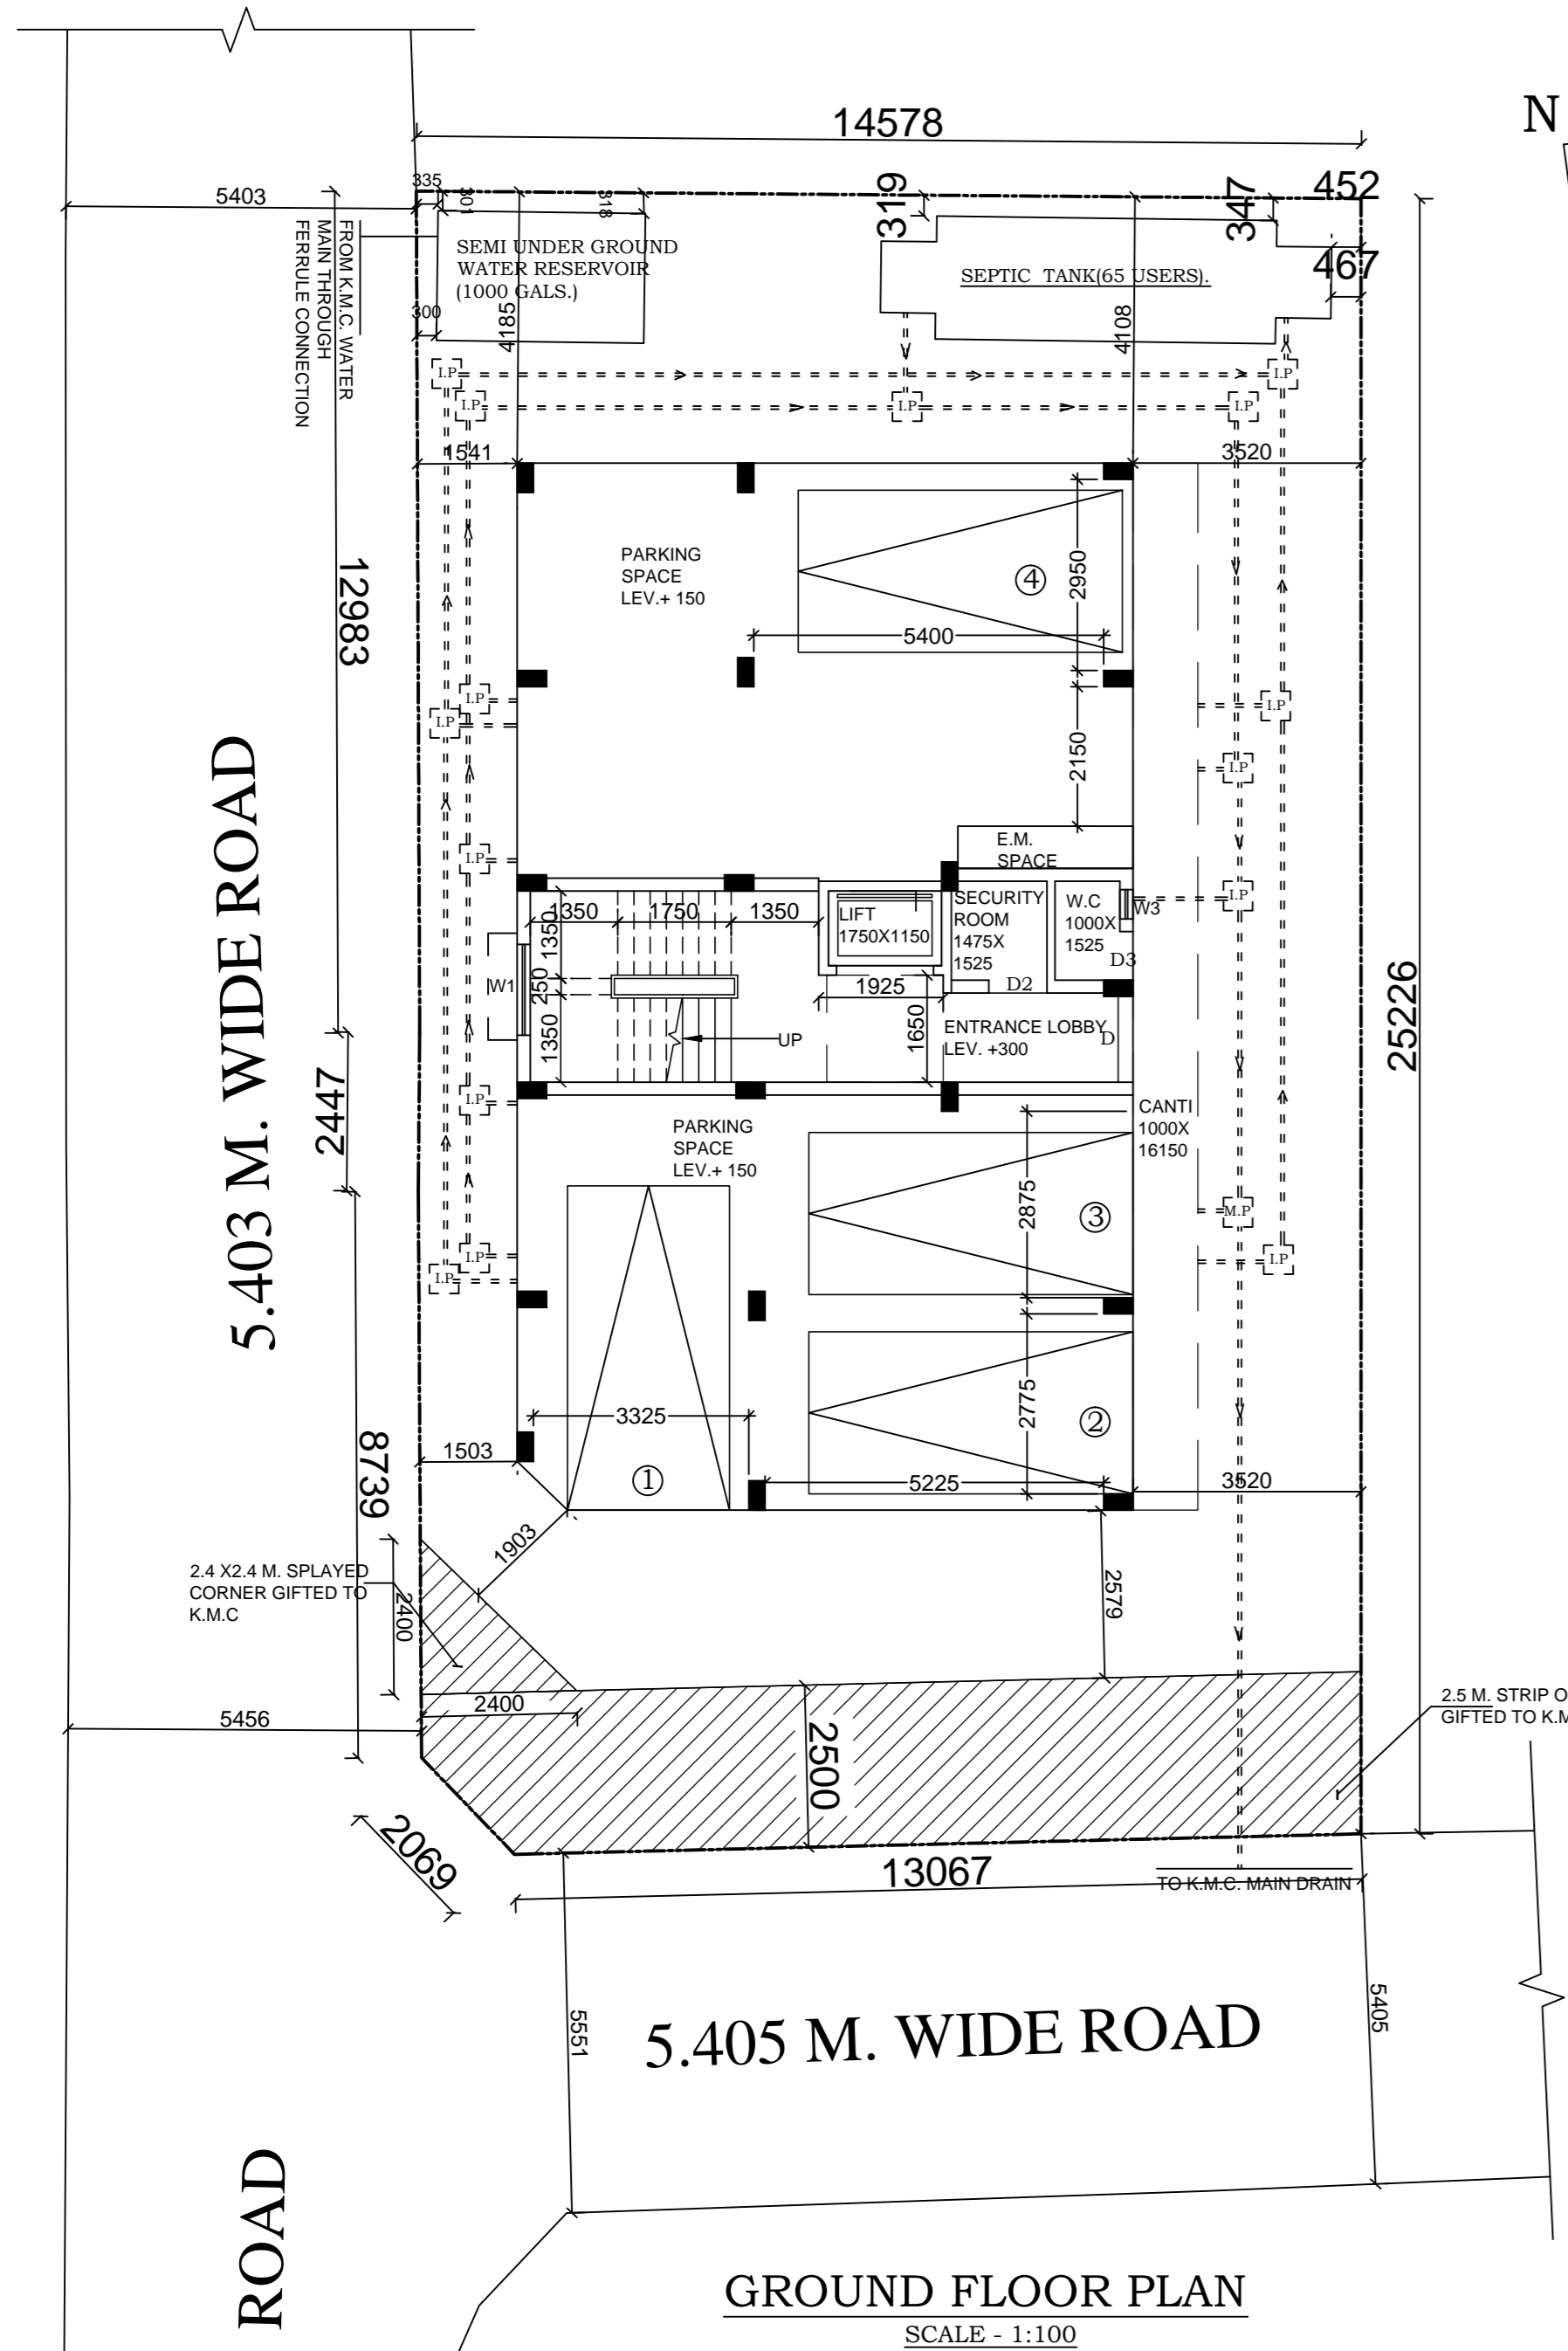 N
14578
5403
335
301
318
319
347
452
467
FROM K.M.C. WATER
MAIN THROUGH
FERRULE CONNECTION
SEMI UNDER GROUND
WATER RESERVOIR
(1000 GALS.)
SEPTIC TANK(65 USERS).
300
4185
4108
I.P
I.P
I.P
I.P
I.P
1541
3520
PARKING
SPACE
LEV.+ 150
4
2950
5400
12983
I.P
I.P
I.P
2150
I.P
5.403 M. WIDE ROAD
I.P
E.M.
SPACE
1350
1750
1350
1350
250
1350
LIFT
1750X1150
SECURITY
ROOM
1475X
1525
W.C
1000X
1525
W3
I.P
D3
D2
W1
1925
1650
UP
ENTRANCE LOBBY
LEV. +300
D
25226
2447
I.P
PARKING
SPACE
LEV.+ 150
CANTI
1000X
16150
2875
3
M.P
I.P
I.P
I.P
3325
2775
2
1503
1
5225
3520
8739
1903
2579
2.4 X2.4 M. SPLAYED
CORNER GIFTED TO
K.M.C
2400
2400
5456
2500
2.5 M. STRIP O
GIFTED TO K.M
2069
13067
TO K.M.C. MAIN DRAIN
5551
5405
5.405 M. WIDE ROAD
ROAD
GROUND FLOOR PLAN
SCALE - 1:100